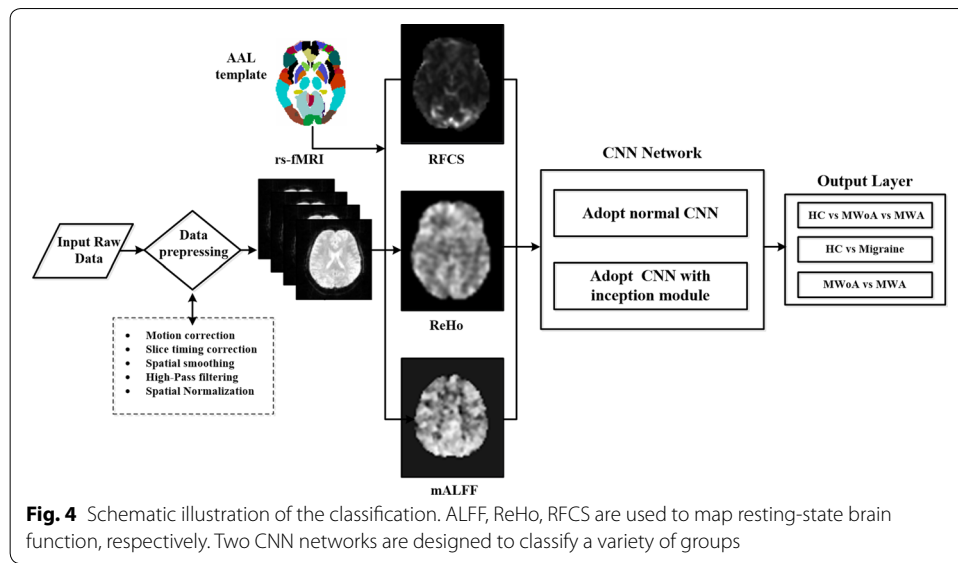 AAL
template
rs-fMRI
Input Raw
Data
Data
prepressing
• Motion correction
• Slice timing correction
• Spatial smoothing
• High-Pass filtering
• Spatial Normalization
RFCS
ReHo
mALFF
CNN Network
Adopt normal CNN
Adopt CNN with
inception module
Output Layer
HC vs MWoA vs MWA
HC vs Migraine
MWoA vs MWA
Fig. 4 Schematic illustration of the classification. ALFF, ReHo, RFCS are used to map resting-state brain
function, respectively. Two CNN networks are designed to classify a variety of groups